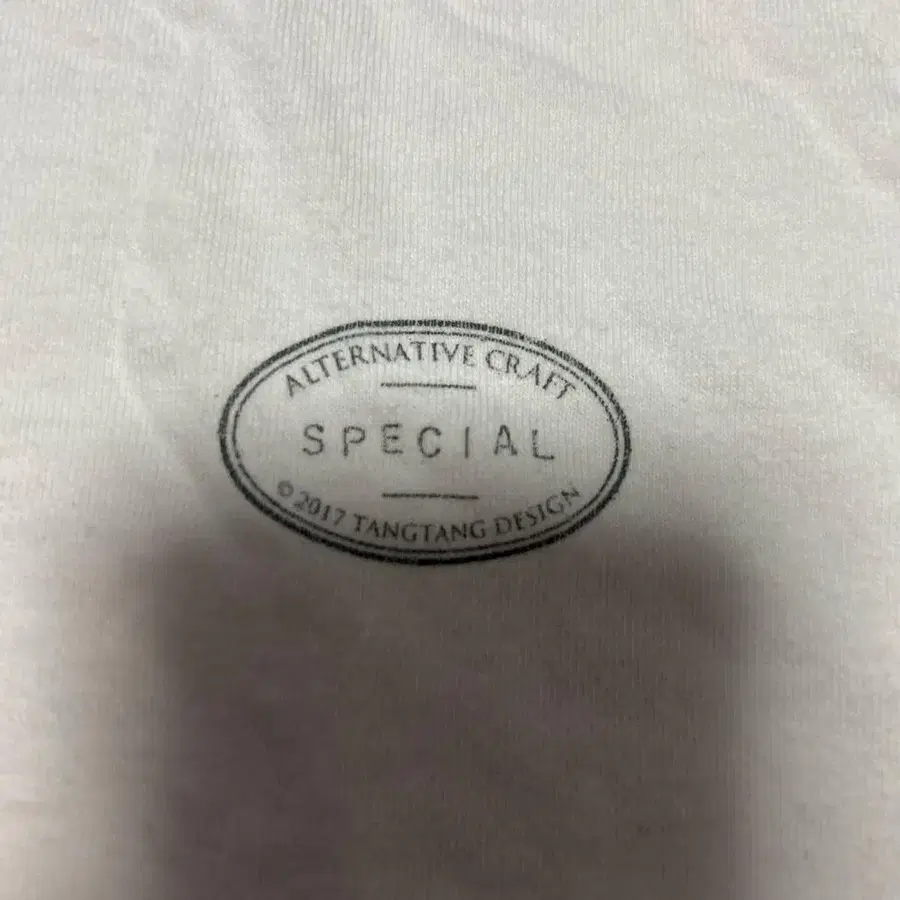 ALTERNATIVE CRAFT
SPECIAL
© 2017 TANGTANG DESIGN